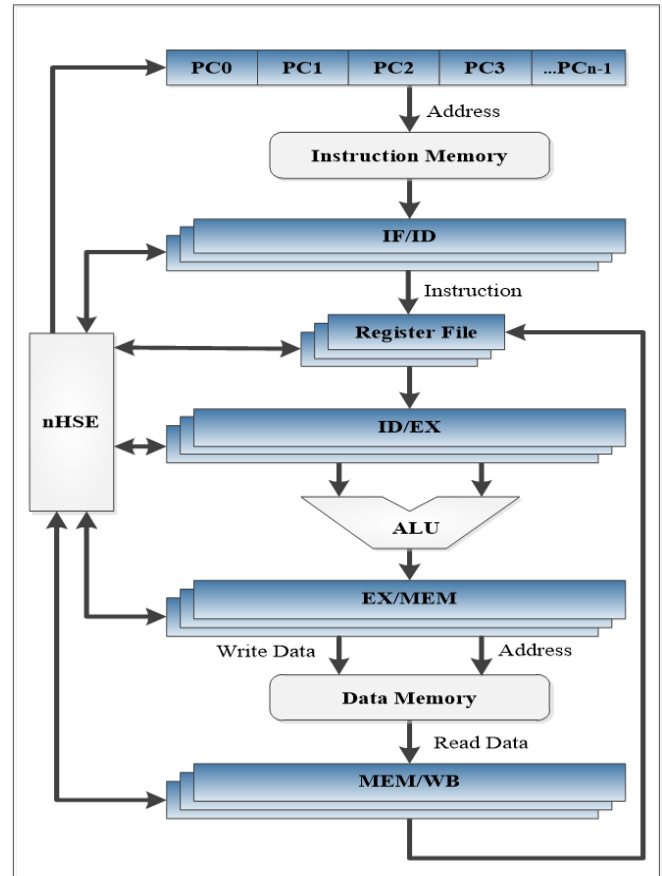 PC0 PC1 PC2 PC3 ...PCn-1
Address
Instruction Memory
IF/ID
Instruction
Register File
nHSE
ID/EX
ALU
EX/MEM
Write Data Address
Data Memory
Read Data
MEM/WB